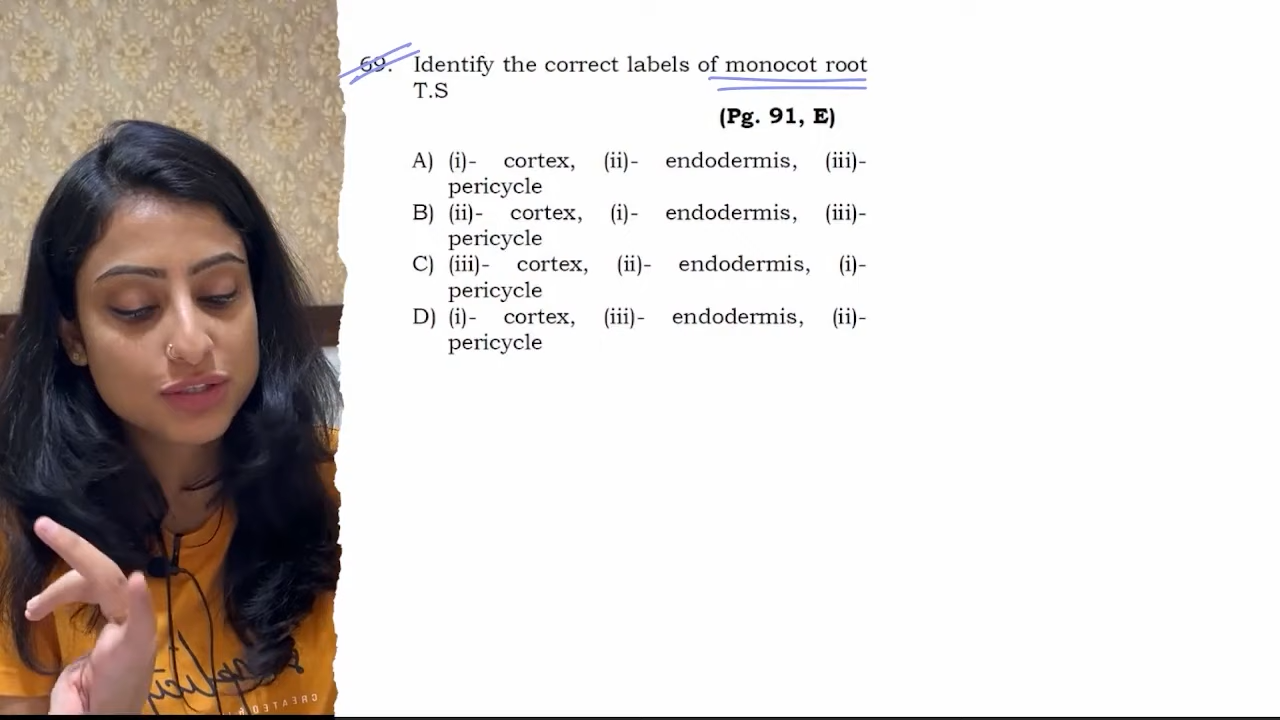 69. Identify the correct labels of monocot root
T.S
(Pg. 91, E)
A) (i)- cortex, (ii)- endodermis, (iii)-
pericycle
B) (ii)- cortex, (i)- endodermis, (iii)-
pericycle
C) (iii)- cortex, (ii)- endodermis, (i)-
pericycle
D) (i)- cortex, (iii)- endodermis, (ii)-
pericycle